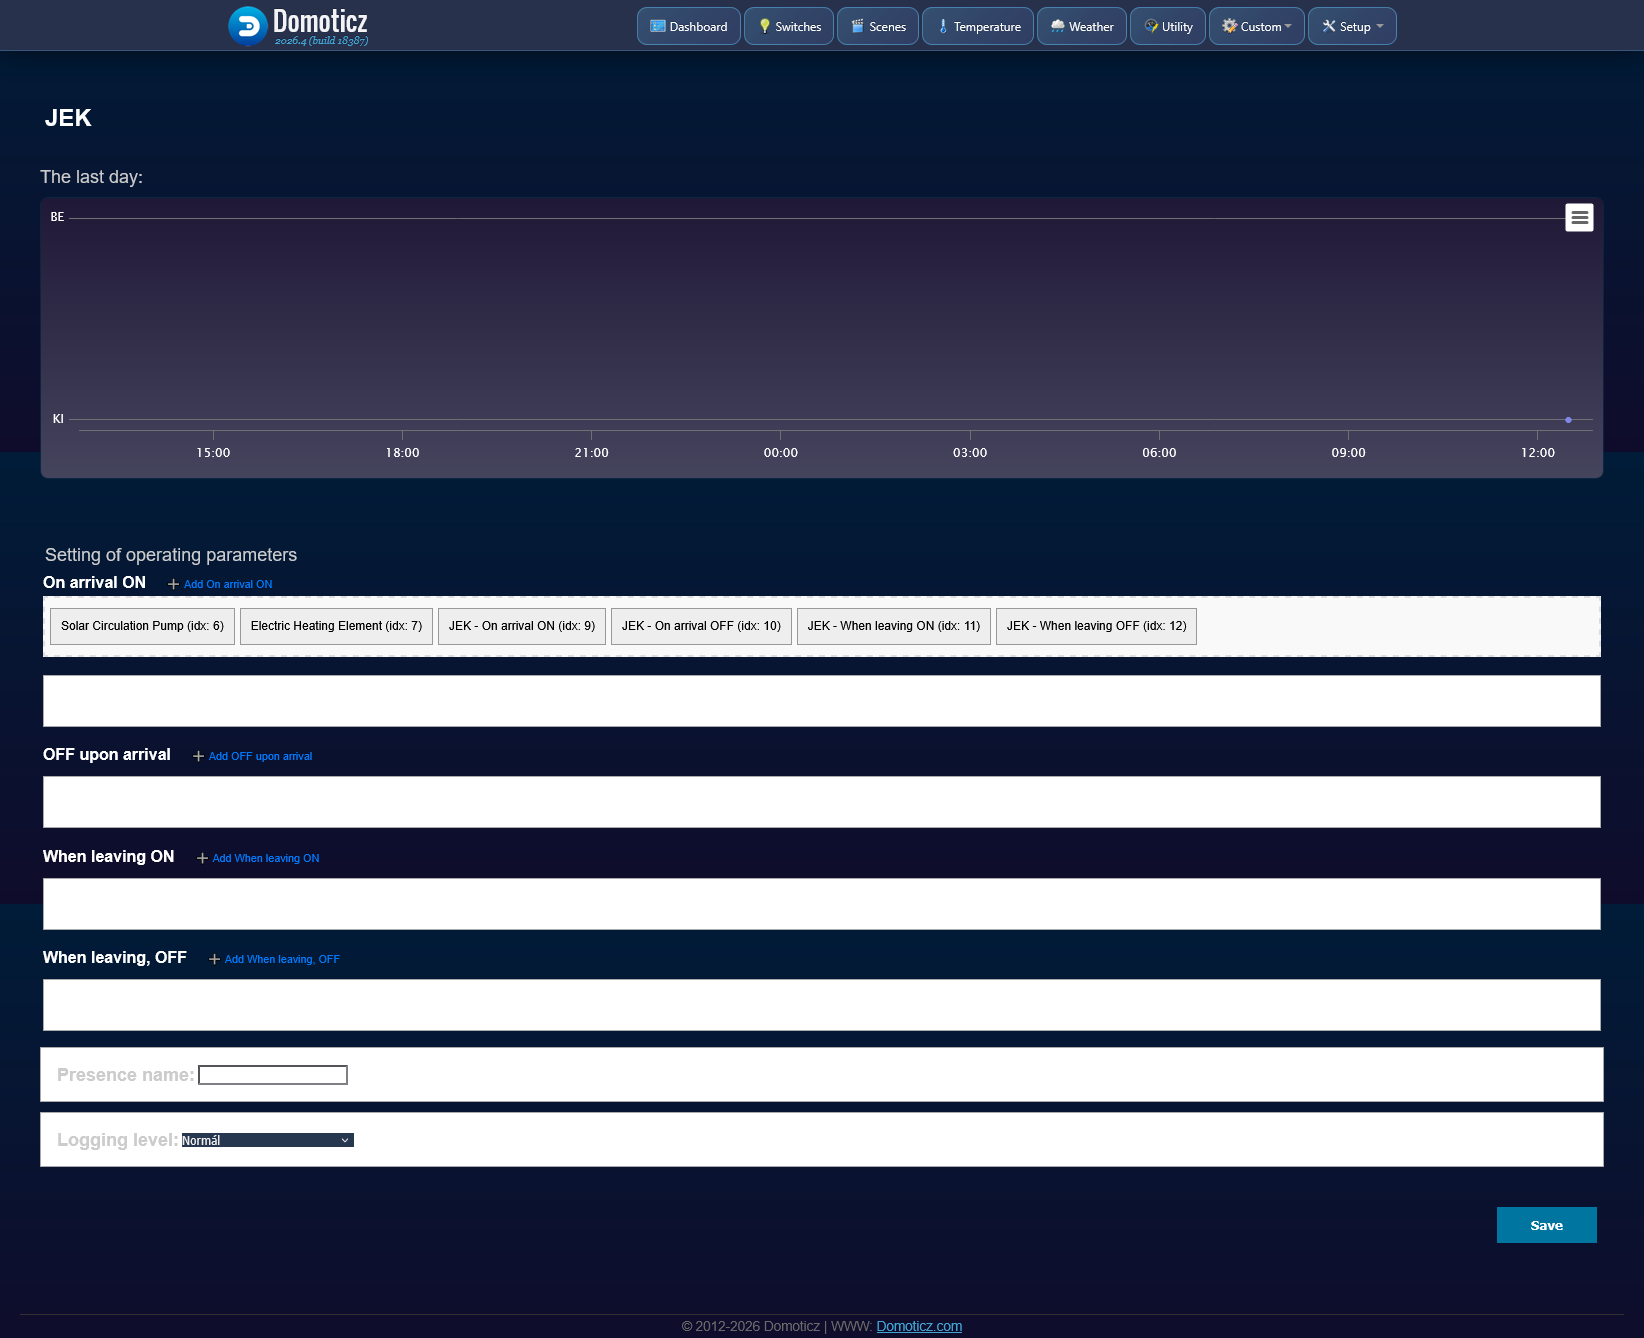 Domoticz
2026.4 (build 18387)
Dashboard Switches Scenes Temperature Weather Utility Custom Setup
JEK
The last day:
BE
KI
15:00 18:00 21:00 00:00 03:00 06:00 09:00 12:00
Setting of operating parameters
On arrival ON Add On arrival ON
Solar Circulation Pump (idx: 6) Electric Heating Element (idx: 7) JEK - On arrival ON (idx: 9) JEK - On arrival OFF (idx: 10) JEK - When leaving ON (idx: 11) JEK - When leaving OFF (idx: 12)
OFF upon arrival Add OFF upon arrival
When leaving ON Add When leaving ON
When leaving, OFF Add When leaving, OFF
Presence name:
Logging level: Normál
Save
© 2012-2026 Domoticz | WWW: Domoticz.com